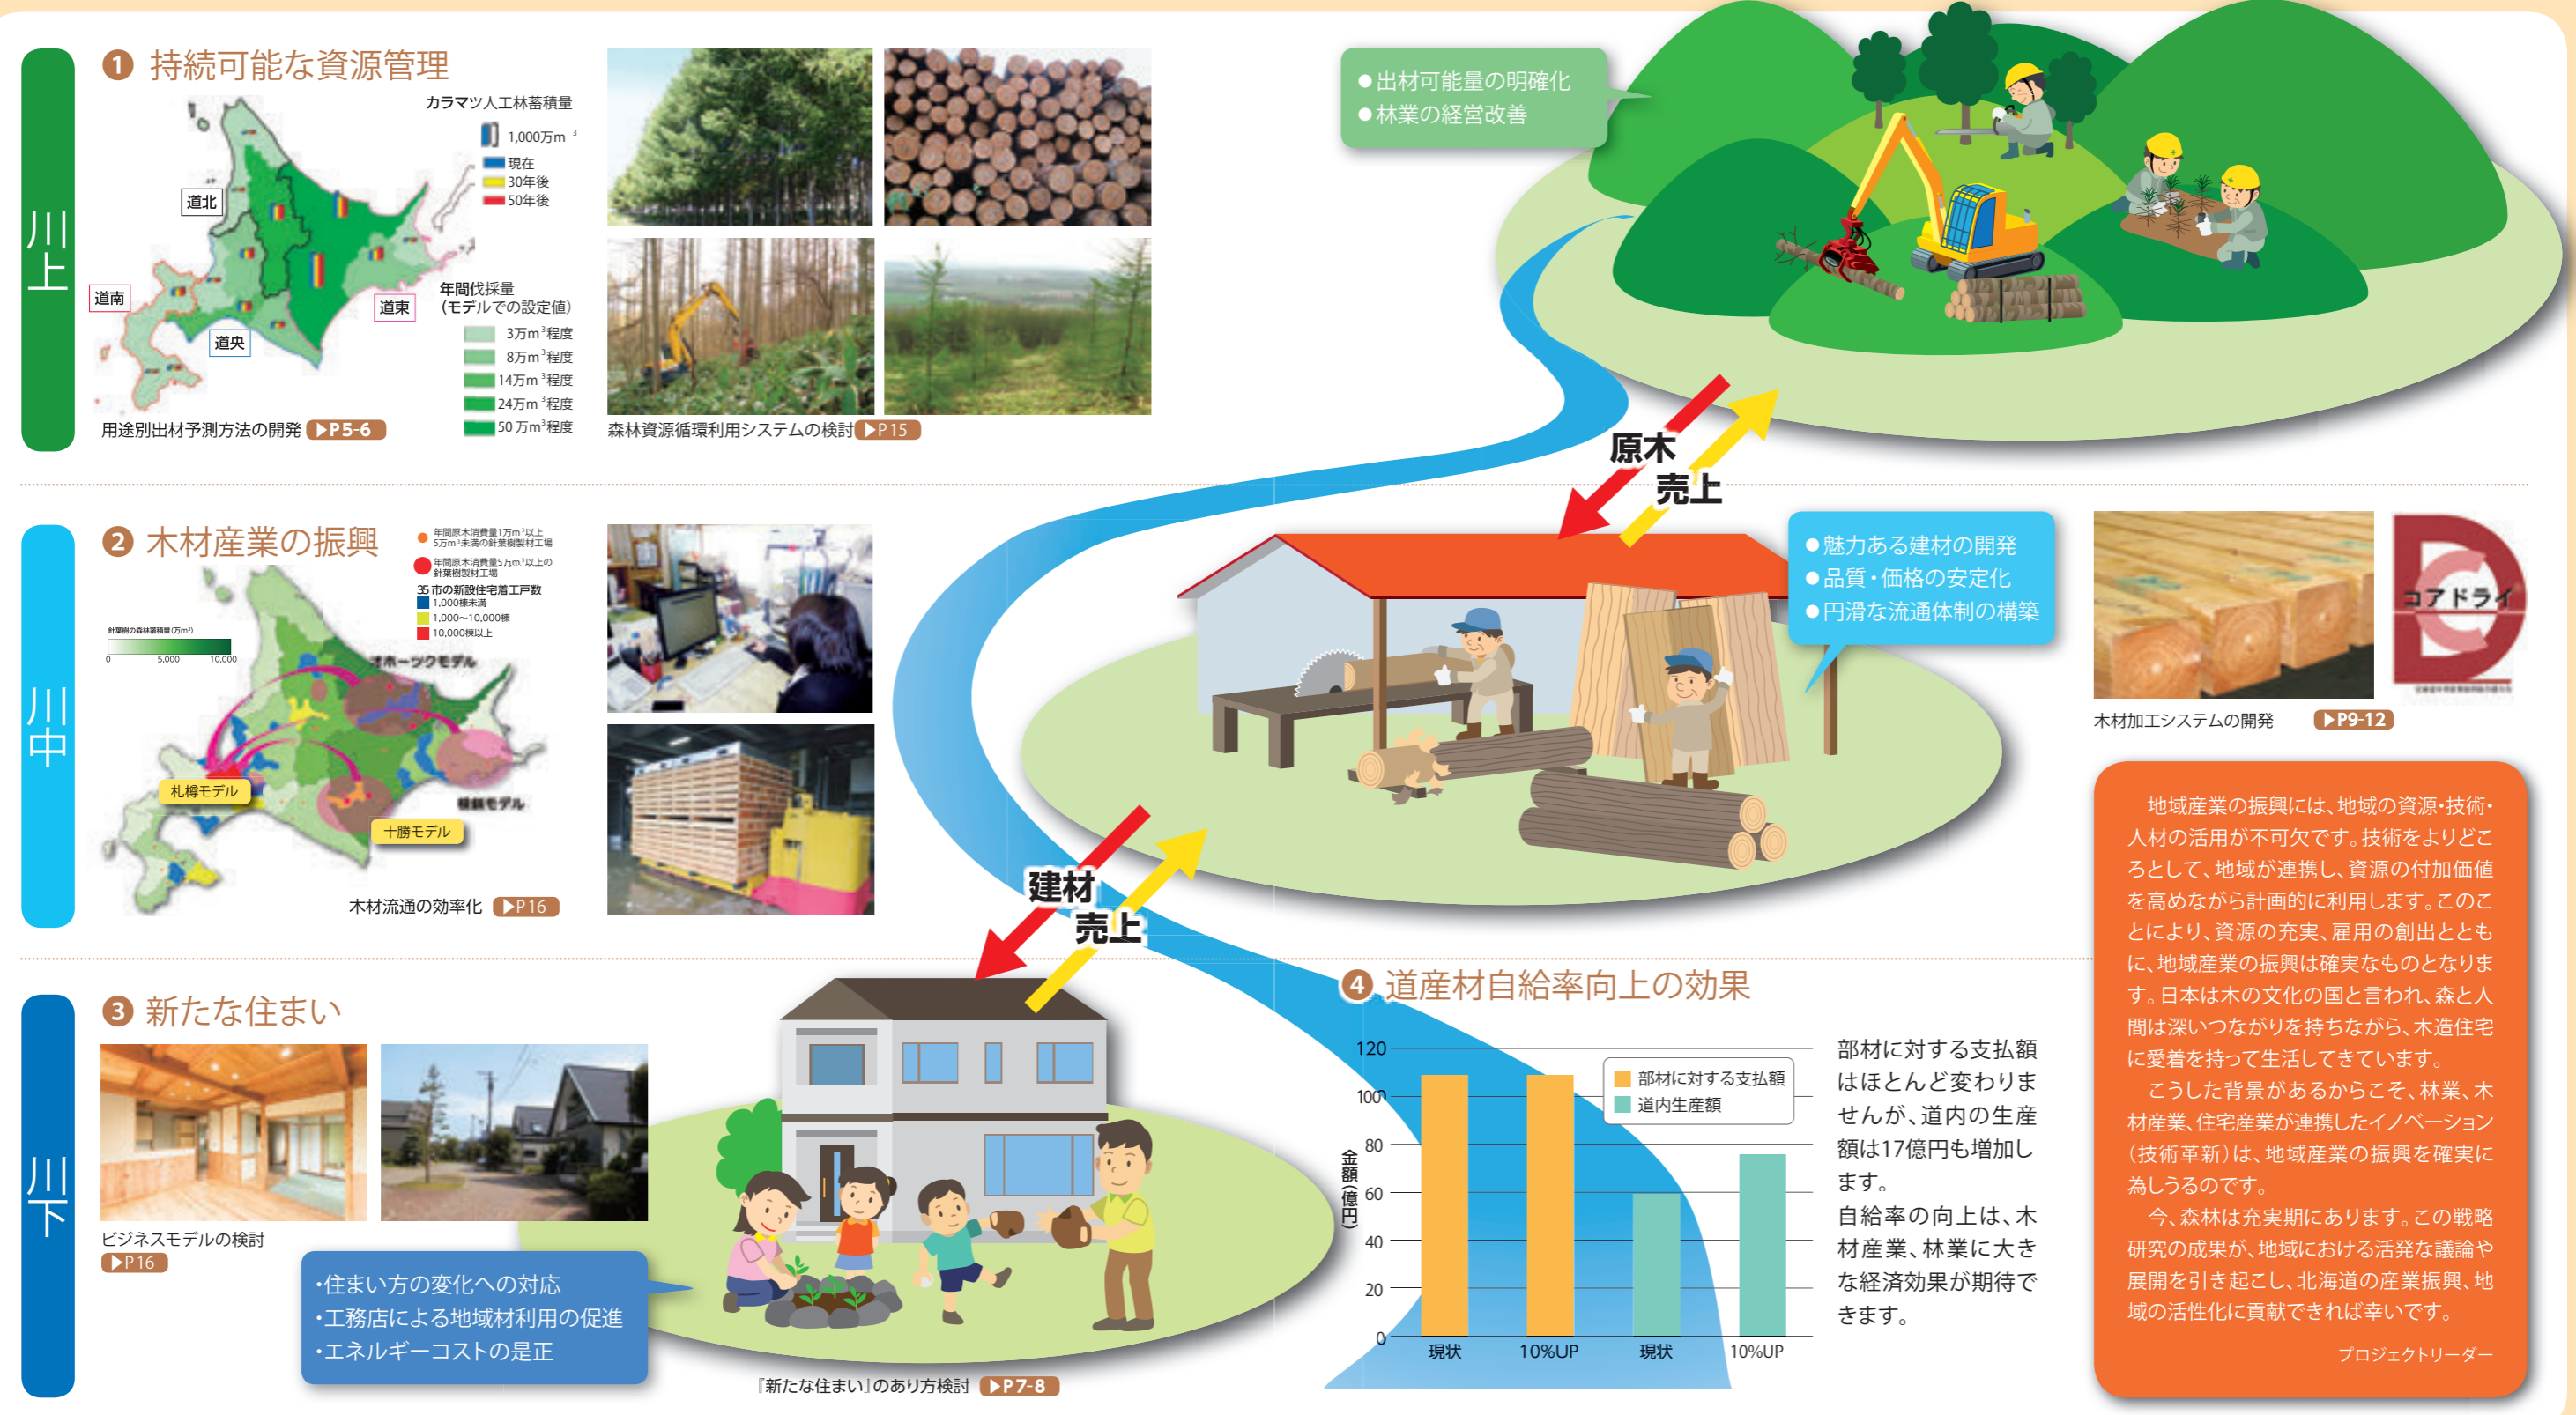 川上
❶ 持続可能な資源管理
カラマツ人工林蓄積量
1,000万m³
現在
30年後
50年後
道北
道南
道東
道央
年間伐採量
(モデルでの設定値)
3万m³程度
8万m³程度
14万m³程度
24万m³程度
50万m³程度
用途別出材予測方法の開発 ▶P5-6
森林資源循環利用システムの検討 ▶P15
●出材可能量の明確化
●林業の経営改善
原木
売上
川中
❷ 木材産業の振興
年間原木消費量1万m³以上
5万m³未満の針葉樹製材工場
年間原木消費量5万m³以上の
針葉樹製材工場
35市の新設住宅着工戸数
1,000棟未満
1,000〜10,000棟
10,000棟以上
針葉樹の森林蓄積量(万m³)
0 5,000 10,000
オホーツクモデル
札樽モデル
根釧モデル
十勝モデル
木材流通の効率化 ▶P16
●魅力ある建材の開発
●品質・価格の安定化
●円滑な流通体制の構築
コアドライ
木材加工システムの開発 ▶P9-12
建材
売上
川下
❸ 新たな住まい
ビジネスモデルの検討
▶P16
・住まい方の変化への対応
・工務店による地域材利用の促進
・エネルギーコストの是正
『新たな住まい』のあり方検討 ▶P7-8
❹ 道産材自給率向上の効果
金額(億円)
120
100
80
60
40
20
0
部材に対する支払額
道内生産額
現状 10%UP 現状 10%UP
部材に対する支払額
はほとんど変わりま
せんが、道内の生産
額は17億円も増加し
ます。
自給率の向上は、木
材産業、林業に大き
な経済効果が期待で
きます。
地域産業の振興には、地域の資源・技術・
人材の活用が不可欠です。技術をよりどこ
ろとして、地域が連携し、資源の付加価値
を高めながら計画的に利用します。このこ
とにより、資源の充実、雇用の創出ととも
に、地域産業の振興は確実なものとなりま
す。日本は木の文化の国と言われ、森と人
間は深いつながりを持ちながら、木造住宅
に愛着を持って生活してきています。
こうした背景があるからこそ、林業、木
材産業、住宅産業が連携したイノベーション
(技術革新)は、地域産業の振興を確実に
為しうるのです。
今、森林は充実期にあります。この戦略
研究の成果が、地域における活発な議論や
展開を引き起こし、北海道の産業振興、地
域の活性化に貢献できれば幸いです。
プロジェクトリーダー